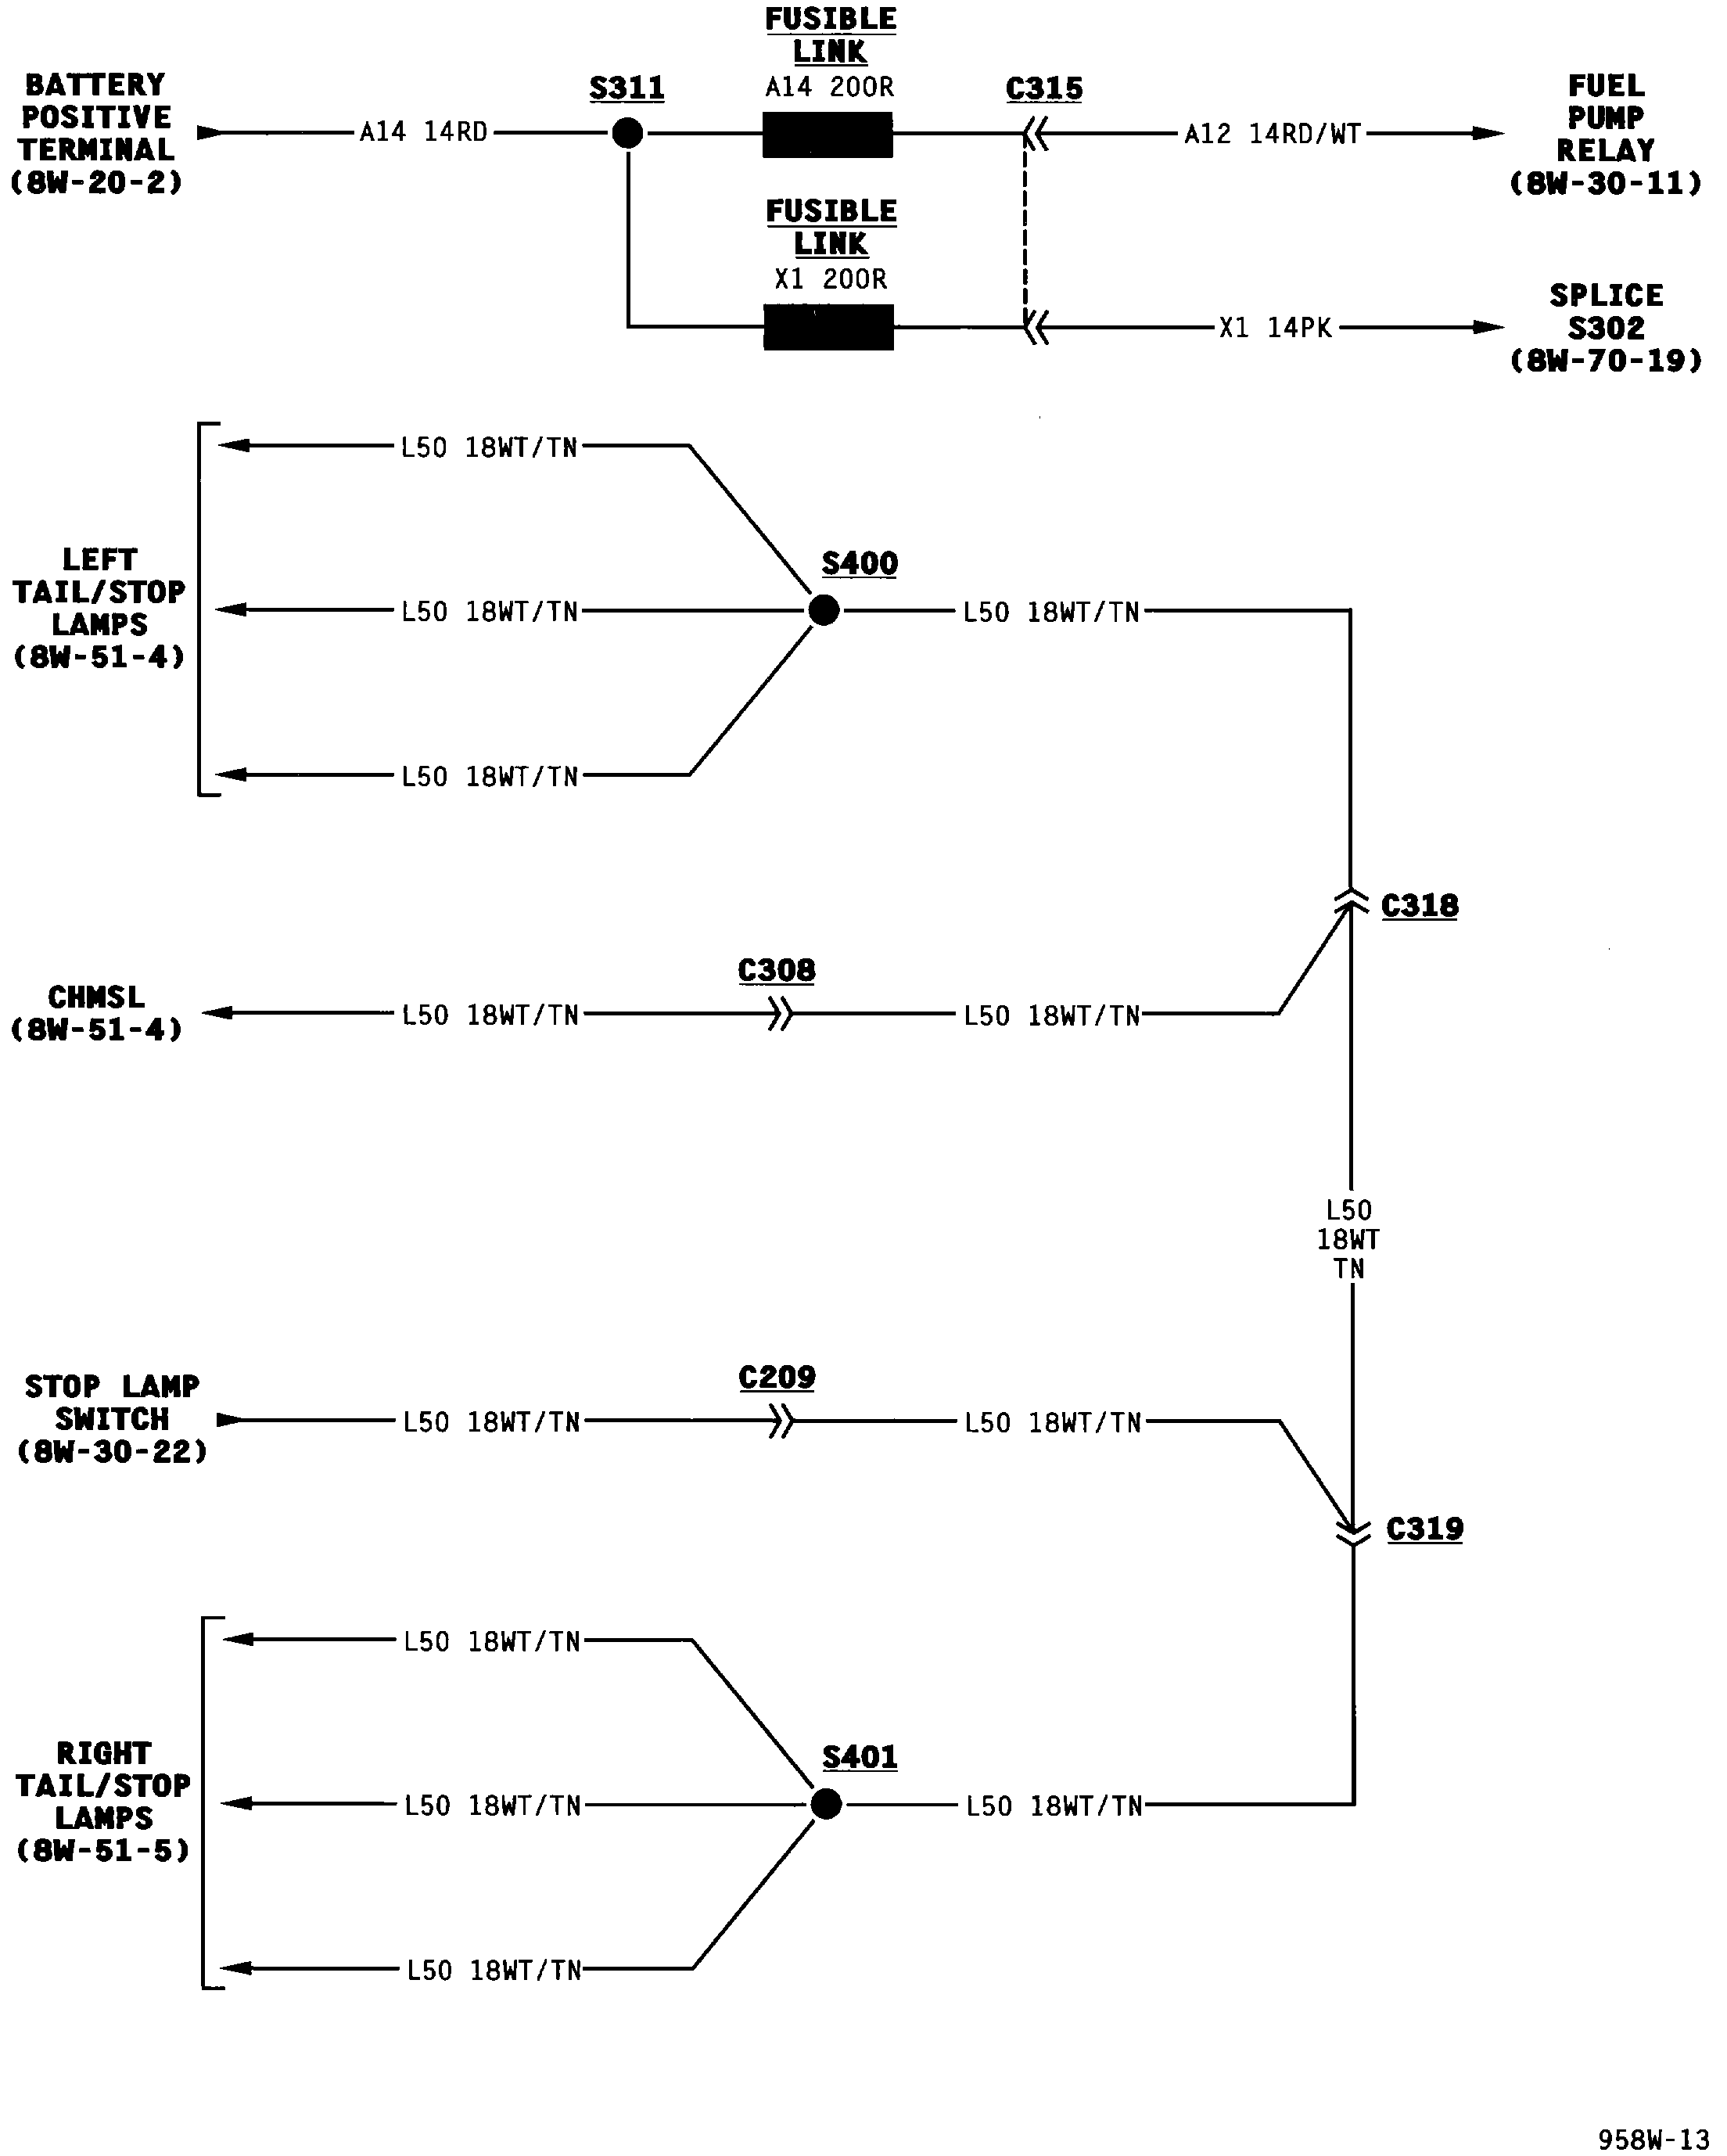 FUSIBLE
LINK
A14 20OR
BATTERY
POSITIVE
TERMINAL
(8W-20-2)
A14 14RD
S311
C315
A12 14RD/WT
FUEL
PUMP
RELAY
(8W-30-11)
FUSIBLE
LINK
X1 20OR
X1 14PK
SPLICE
S302
(8W-70-19)
L50 18WT/TN
LEFT
TAIL/STOP
LAMPS
(8W-51-4)
L50 18WT/TN
S400
L50 18WT/TN
L50 18WT/TN
C318
CHMSL
(8W-51-4)
L50 18WT/TN
C308
L50 18WT/TN
L50
18WT
TN
STOP LAMP
SWITCH
(8W-30-22)
L50 18WT/TN
C209
L50 18WT/TN
C319
L50 18WT/TN
RIGHT
TAIL/STOP
LAMPS
(8W-51-5)
L50 18WT/TN
S401
L50 18WT/TN
L50 18WT/TN
958W-13